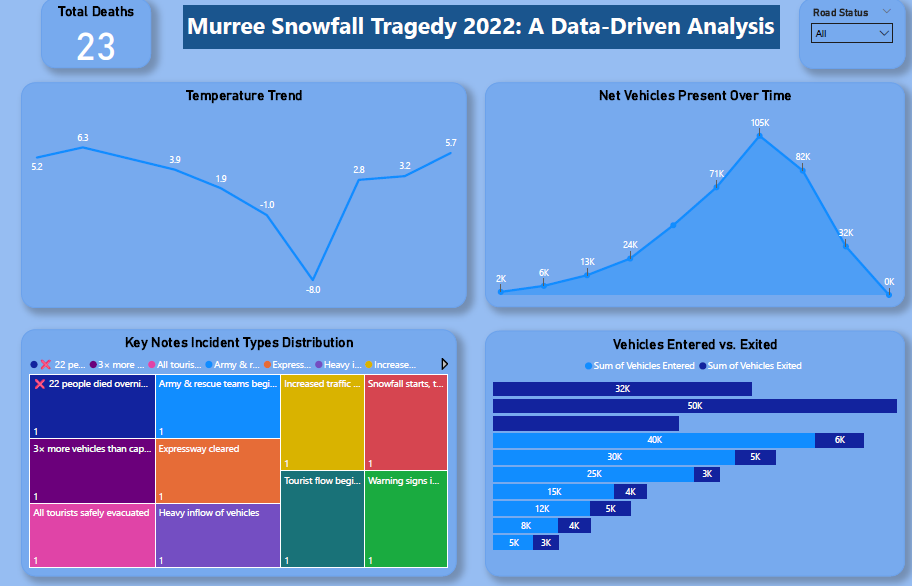 Total Deaths
23
Murree Snowfall Tragedy 2022: A Data-Driven Analysis
Road Status
All
Temperature Trend
5.2
6.3
3.9
1.9
-1.0
-8.0
2.8
3.2
5.7
Net Vehicles Present Over Time
2K
6K
13K
24K
71K
105K
82K
32K
0K
Key Notes Incident Types Distribution
❌ 22 pe... 3× more ... All touris... Army & r... Express... Heavy i... Increase...
❌ 22 people died overni...
1
3× more vehicles than cap...
1
All tourists safely evacuated
1
Army & rescue teams begi...
1
Expressway cleared
1
Heavy inflow of vehicles
1
Increased traffic ...
1
Tourist flow begi...
1
Snowfall starts, t...
1
Warning signs i...
1
Vehicles Entered vs. Exited
Sum of Vehicles Entered Sum of Vehicles Exited
32K
50K
40K 6K
30K 5K
25K 3K
15K 4K
12K 5K
8K 4K
5K 3K